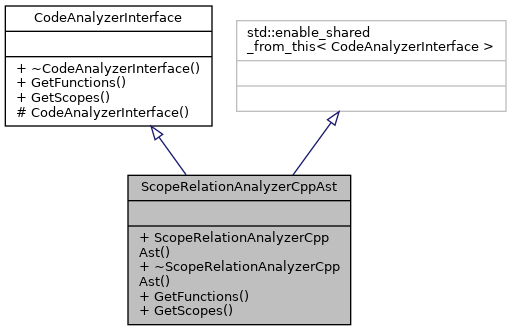 CodeAnalyzerInterface
+ ~CodeAnalyzerInterface()
+ GetFunctions()
+ GetScopes()
# CodeAnalyzerInterface()
std::enable_shared
_from_this< CodeAnalyzerInterface >
ScopeRelationAnalyzerCppAst
+ ScopeRelationAnalyzerCpp
Ast()
+ ~ScopeRelationAnalyzerCpp
Ast()
+ GetFunctions()
+ GetScopes()